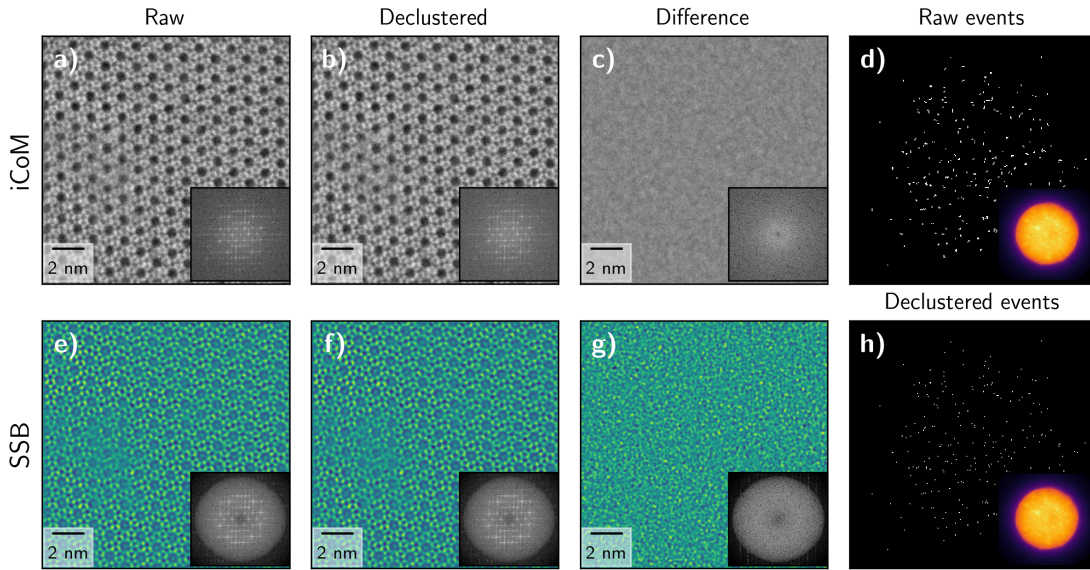 Raw
Declustered
Difference
Raw events
iCoM
a)
b)
c)
d)
2 nm
2 nm
2 nm
Declustered events
SSB
e)
f)
g)
h)
2 nm
2 nm
2 nm